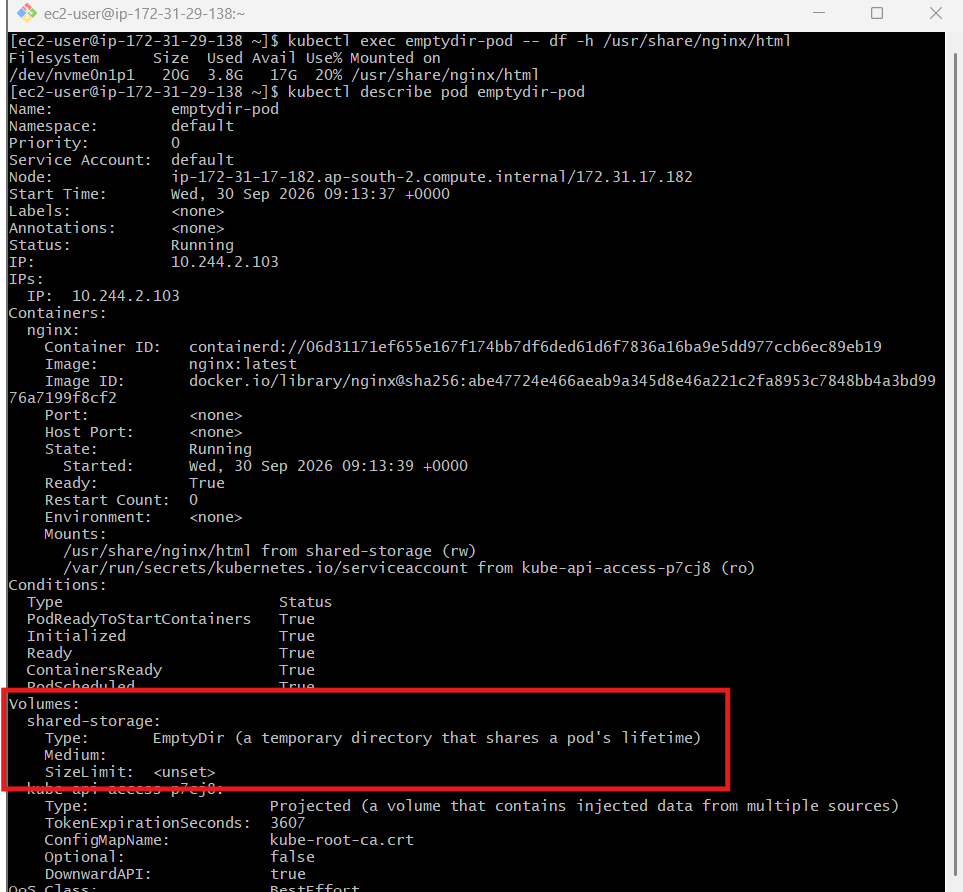 ec2-user@ip-172-31-29-138:~
[ec2-user@ip-172-31-29-138 ~]$ kubectl exec emptydir-pod -- df -h /usr/share/nginx/html
Filesystem      Size  Used Avail Use% Mounted on
/dev/nvme0n1p1   20G  3.8G   17G  20% /usr/share/nginx/html
[ec2-user@ip-172-31-29-138 ~]$ kubectl describe pod emptydir-pod
Name:             emptydir-pod
Namespace:        default
Priority:         0
Service Account:  default
Node:             ip-172-31-17-182.ap-south-2.compute.internal/172.31.17.182
Start Time:       Wed, 30 Sep 2026 09:13:37 +0000
Labels:           <none>
Annotations:      <none>
Status:           Running
IP:               10.244.2.103
IPs:
  IP:  10.244.2.103
Containers:
  nginx:
    Container ID:   containerd://06d31171ef655e167f174bb7df6ded61d6f7836a16ba9e5dd977ccb6ec89eb19
    Image:          nginx:latest
    Image ID:       docker.io/library/nginx@sha256:abe47724e466aeab9a345d8e46a221c2fa8953c7848bb4a3bd99
76a7199f8cf2
    Port:           <none>
    Host Port:      <none>
    State:          Running
      Started:      Wed, 30 Sep 2026 09:13:39 +0000
    Ready:          True
    Restart Count:  0
    Environment:    <none>
    Mounts:
      /usr/share/nginx/html from shared-storage (rw)
      /var/run/secrets/kubernetes.io/serviceaccount from kube-api-access-p7cj8 (ro)
Conditions:
  Type                        Status
  PodReadyToStartContainers   True
  Initialized                 True
  Ready                       True
  ContainersReady             True
  PodScheduled                True
Volumes:
  shared-storage:
    Type:       EmptyDir (a temporary directory that shares a pod's lifetime)
    Medium:
    SizeLimit:  <unset>
  kube-api-access-p7cj8:
    Type:                    Projected (a volume that contains injected data from multiple sources)
    TokenExpirationSeconds:  3607
    ConfigMapName:           kube-root-ca.crt
    Optional:                false
    DownwardAPI:             true
QoS Class:                   BestEffort